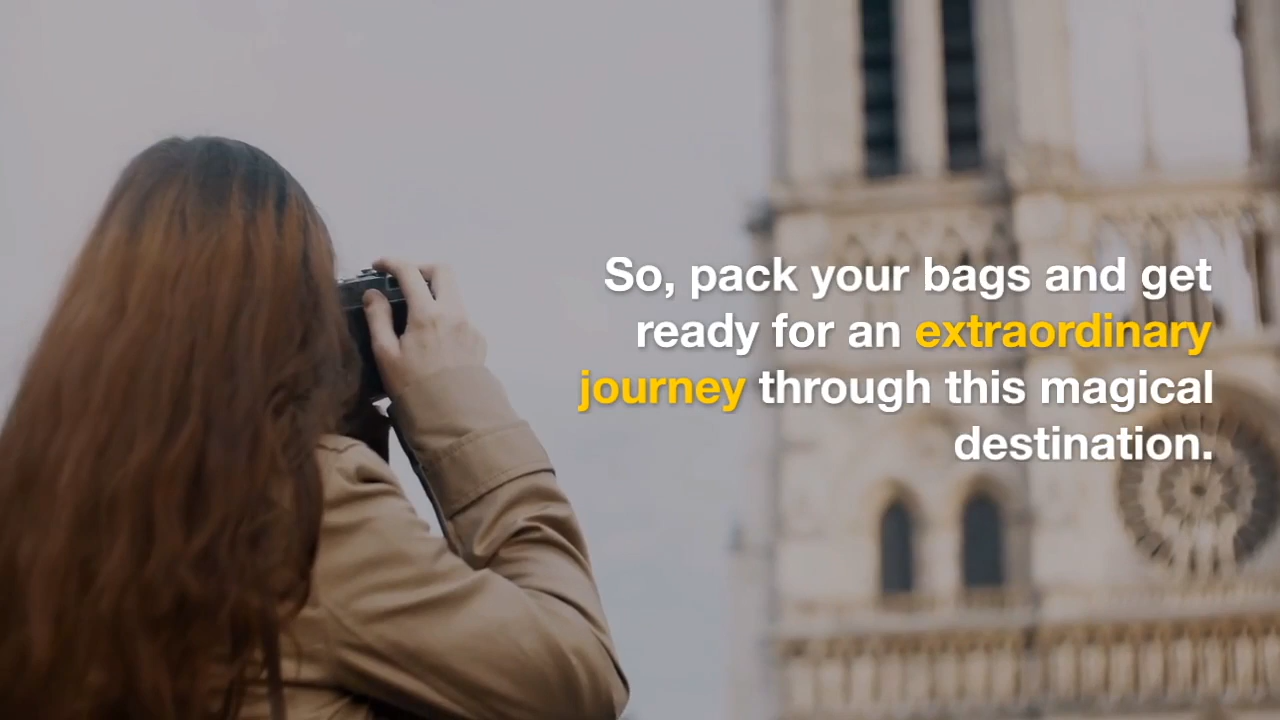 So, pack your bags and get
ready for an extraordinary
journey through this magical
destination.